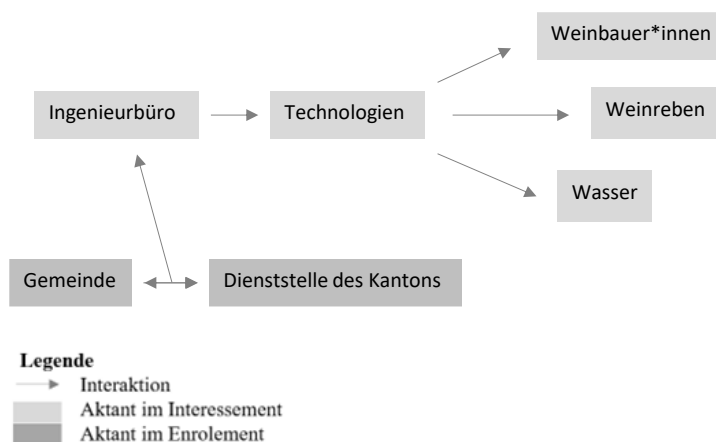 Weinbauer*innen
Ingenieurbüro
Technologien
Weinreben
Wasser
Gemeinde
Dienststelle des Kantons
Legende
Interaktion
Aktant im Interessement
Aktant im Enrolement